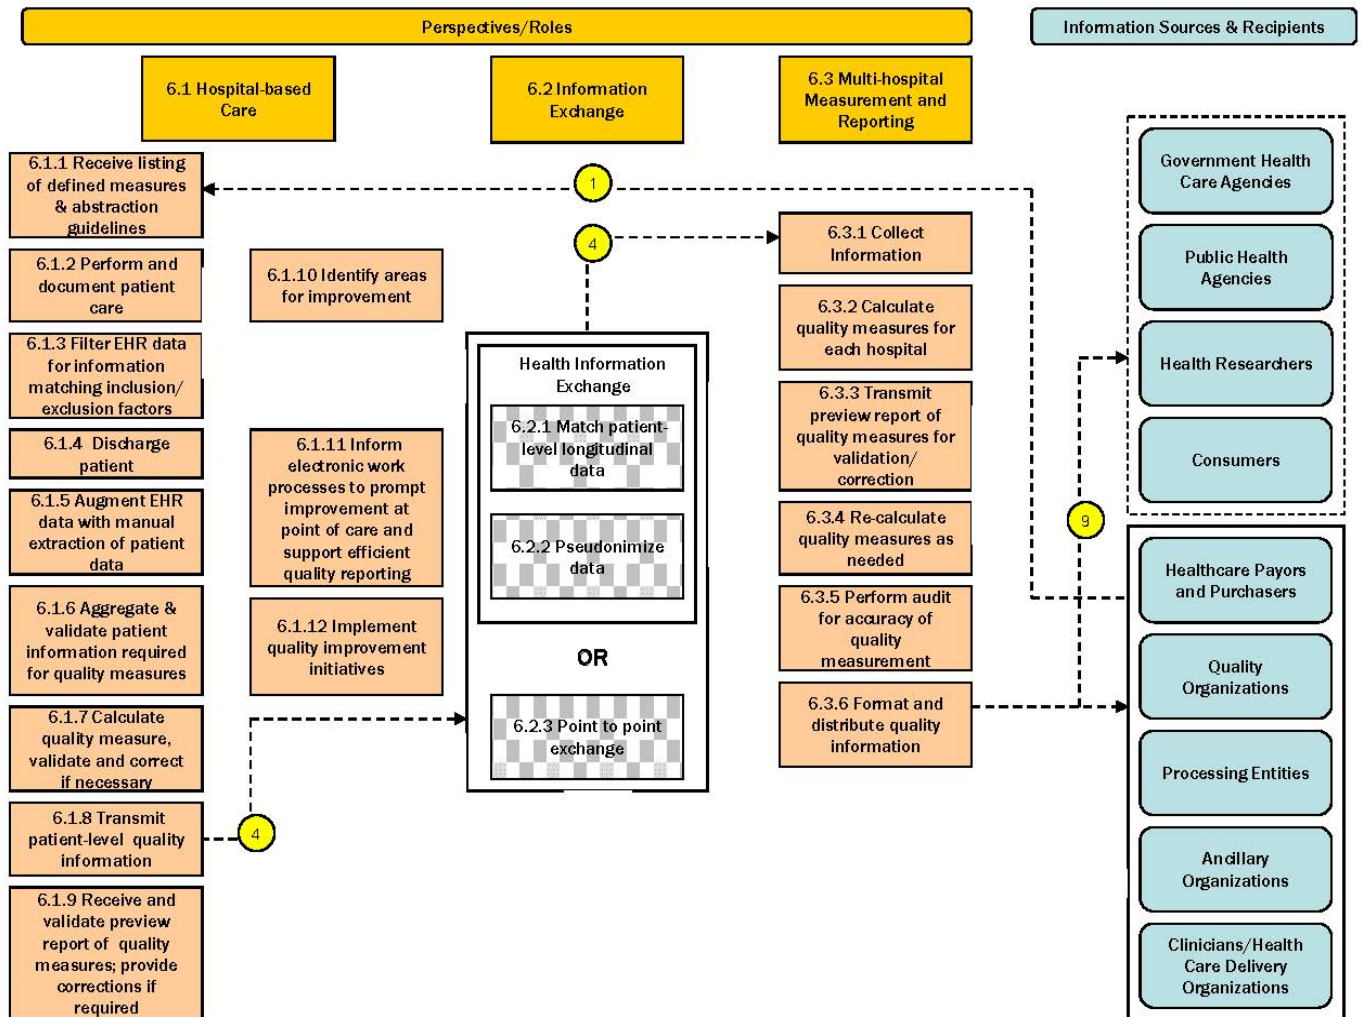 Perspectives/Roles
Information Sources & Recipients
6.1 Hospital-based
Care
6.2 Information
Exchange
6.3 Multi-hospital
Measurement and
Reporting
6.1.1 Receive listing
of defined measures
& abstraction
guidelines
6.1.2 Perform and
document patient
care
6.1.3 Filter EHR data
for information
matching inclusion/
exclusion factors
6.1.4 Discharge
patient
6.1.5 Augment EHR
data with manual
extraction of patient
data
6.1.6 Aggregate &
validate patient
information required
for quality measures
6.1.7 Calculate
quality measure,
validate and correct
if necessary
6.1.8 Transmit
patient-level quality
information
6.1.9 Receive and
validate preview
report of quality
measures; provide
corrections if
required
6.1.10 Identify areas
for improvement
6.1.11 Inform
electronic work
processes to prompt
improvement at
point of care and
support efficient
quality reporting
6.1.12 Implement
quality improvement
initiatives
4
1
4
Health Information
Exchange
6.2.1 Match patient-
level longitudinal
data
6.2.2 Pseudonimize
data
OR
6.2.3 Point to point
exchange
6.3.1 Collect
Information
6.3.2 Calculate
quality measures for
each hospital
6.3.3 Transmit
preview report of
quality measures for
validation/
correction
6.3.4 Re-calculate
quality measures as
needed
6.3.5 Perform audit
for accuracy of
quality
measurement
6.3.6 Format and
distribute quality
information
9
Government Health
Care Agencies
Public Health
Agencies
Health Researchers
Consumers
Healthcare Payors
and Purchasers
Quality
Organizations
Processing Entities
Ancillary
Organizations
Clinicians/Health
Care Delivery
Organizations